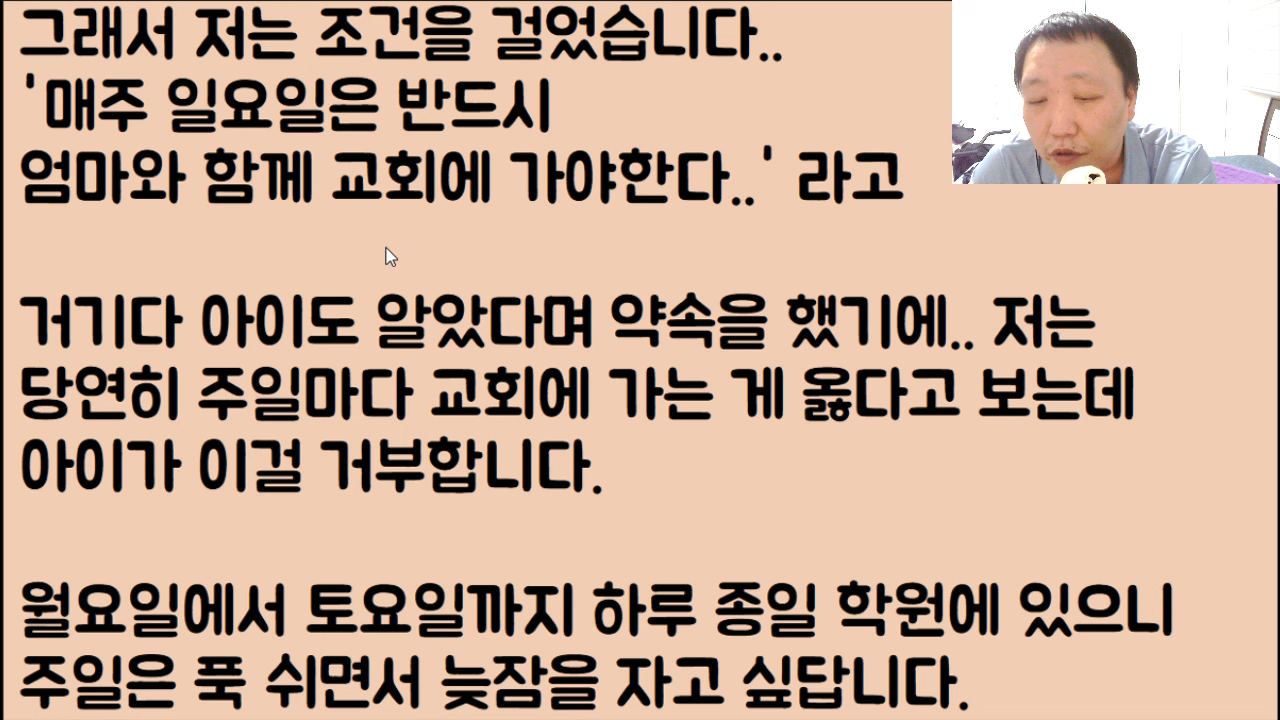 그래서 저는 조건을 걸었습니다..
'매주 일요일은 반드시
엄마와 함께 교회에 가야한다..' 라고
거기다 아이도 알았다며 약속을 했기에.. 저는
당연히 주일마다 교회에 가는 게 옳다고 보는데
아이가 이걸 거부합니다.
월요일에서 토요일까지 하루 종일 학원에 있으니
주일은 푹 쉬면서 늦잠을 자고 싶답니다.